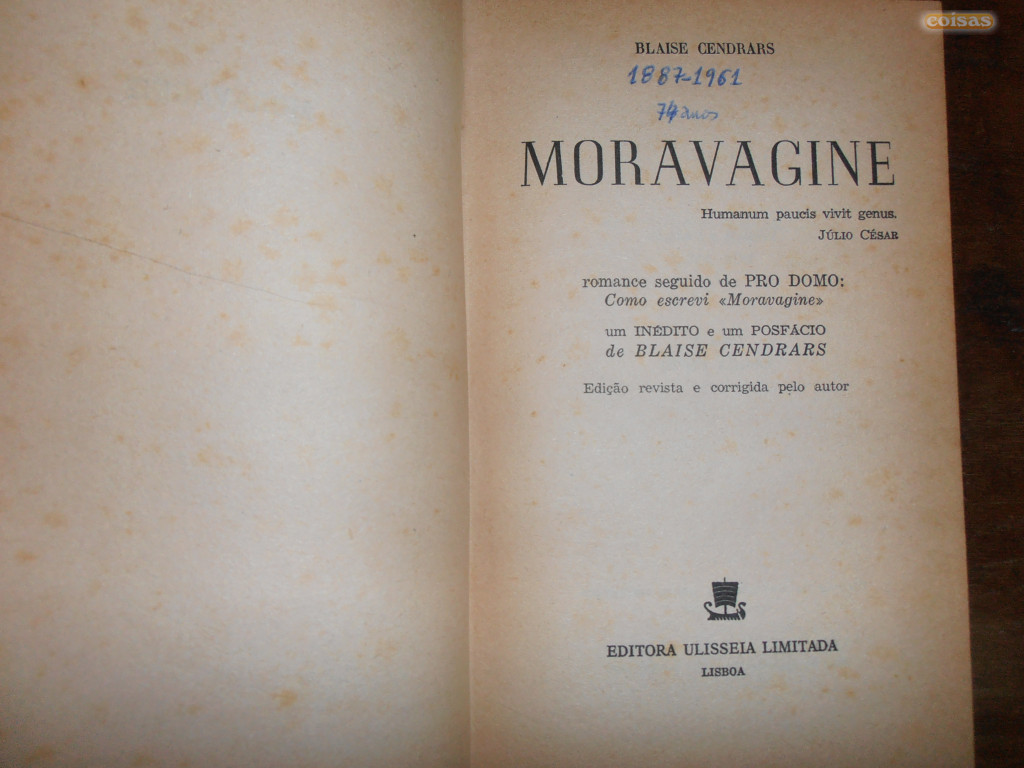 coisas
BLAISE CENDRARS
1887-1961
74 anos
MORAVAGINE
Humanum paucis vivit genus.
JÚLIO CÉSAR
romance seguido de PRO DOMO:
Como escrevi «Moravagine»
um INÉDITO e um POSFÁCIO
de BLAISE CENDRARS
Edição revista e corrigida pelo autor
EDITORA ULISSEIA LIMITADA
LISBOA